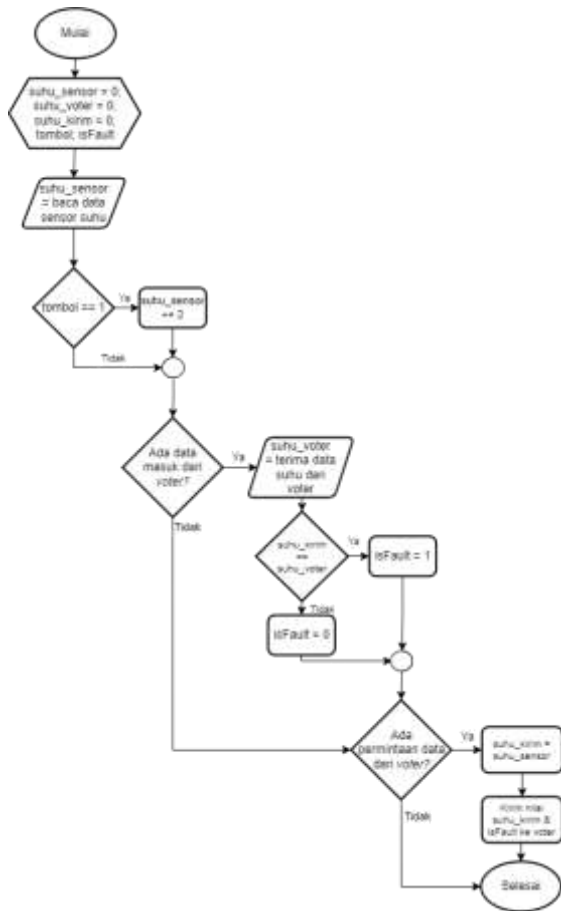 Mulai
suhu_sensor = 0;
suhu_voter = 0;
suhu_kirim = 0;
tombol; isFault
suhu_sensor
= baca data
sensor suhu
tombol == 1
Ya
suhu_sensor
Tidak
Ada data
masuk dari
voter?
Ya
suhu_voter
= terima data
suhu dari
voter
Tidak
suhu_kirim
==
suhu_voter
Ya
isFault = 1
Tidak
isFault = 0
Ada
permintaan data
dari voter?
Ya
suhu_kirim =
suhu_sensor
Tidak
Kirim nilai
suhu_kirim &
isFault ke voter
Selesai